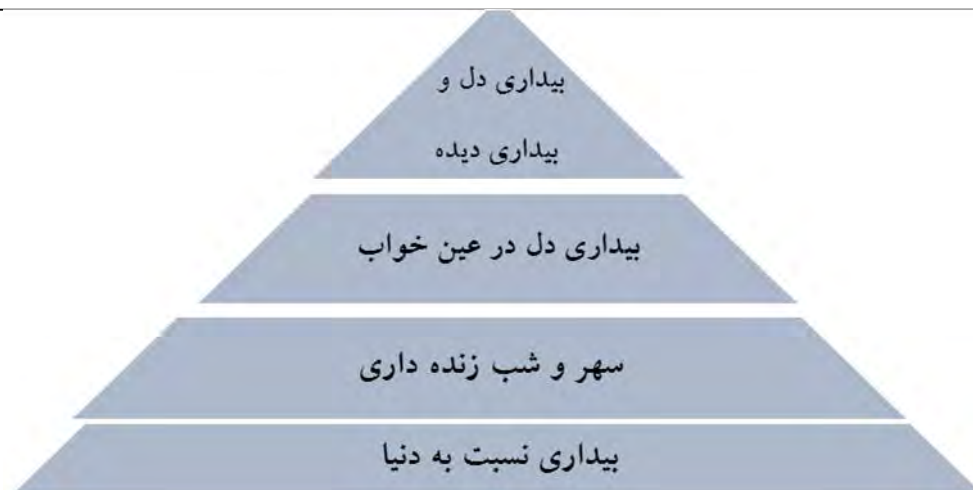 بیداری دل و
بیداری دیده
بیداری دل در عین خواب
سهر و شب زنده داری
بیداری نسبت به دنیا